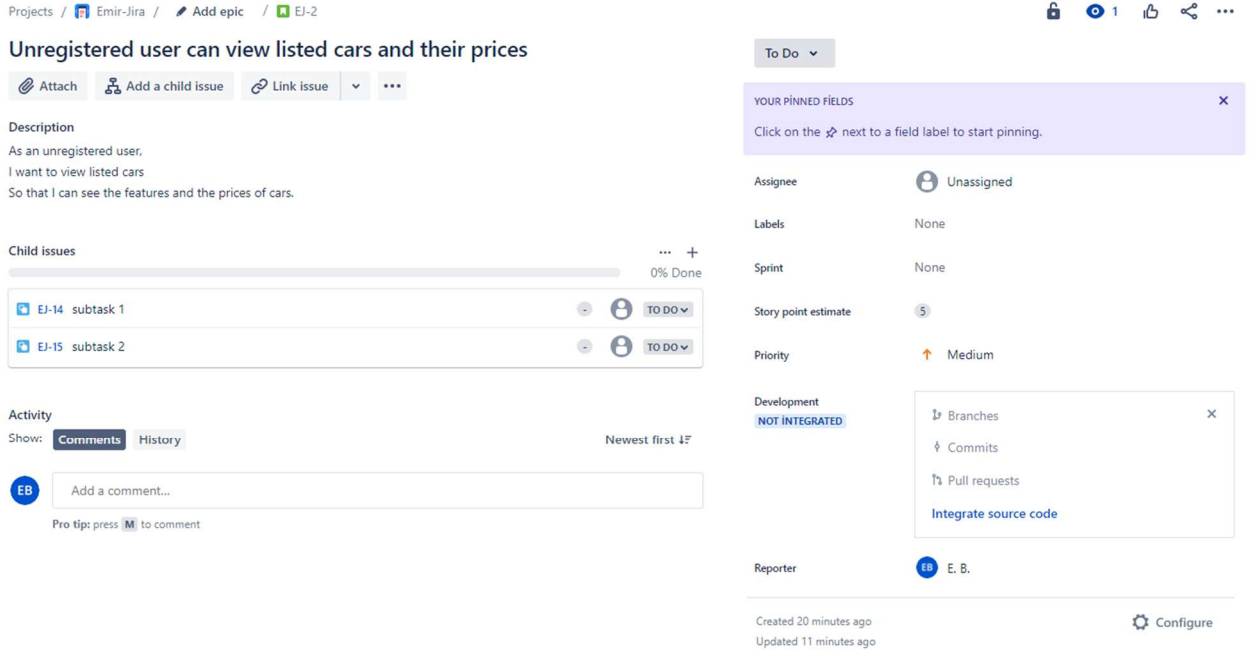 Projects / Emir-Jira / Add epic / EJ-2
1
Unregistered user can view listed cars and their prices
Attach Add a child issue Link issue
Description
As an unregistered user,
I want to view listed cars
So that I can see the features and the prices of cars.
Child issues
0% Done
EJ-14 subtask 1 - TO DO
EJ-15 subtask 2 - TO DO
Activity
Show: Comments History Newest first
EB Add a comment...
Pro tip: press M to comment
To Do
YOUR PİNNED FİELDS
Click on the next to a field label to start pinning.
Assignee Unassigned
Labels None
Sprint None
Story point estimate 5
Priority Medium
Development
NOT İNTEGRATED
Branches
Commits
Pull requests
Integrate source code
Reporter EB E. B.
Created 20 minutes ago
Updated 11 minutes ago
Configure